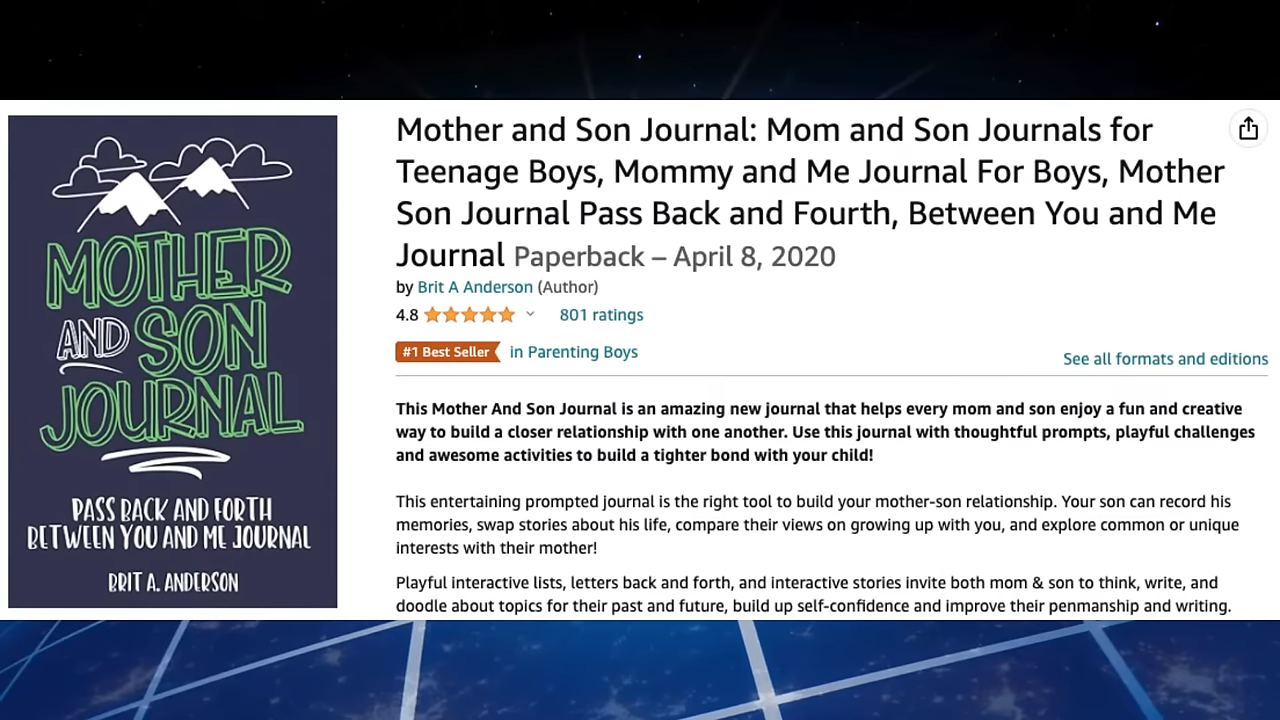 MOTHER
AND SON
JOURNAL
PASS BACK AND FORTH
BETWEEN YOU AND ME JOURNAL
BRIT A. ANDERSON
Mother and Son Journal: Mom and Son Journals for
Teenage Boys, Mommy and Me Journal For Boys, Mother
Son Journal Pass Back and Fourth, Between You and Me
Journal Paperback – April 8, 2020
by Brit A Anderson (Author)
4.8 801 ratings
#1 Best Seller in Parenting Boys
See all formats and editions
This Mother And Son Journal is an amazing new journal that helps every mom and son enjoy a fun and creative
way to build a closer relationship with one another. Use this journal with thoughtful prompts, playful challenges
and awesome activities to build a tighter bond with your child!
This entertaining prompted journal is the right tool to build your mother-son relationship. Your son can record his
memories, swap stories about his life, compare their views on growing up with you, and explore common or unique
interests with their mother!
Playful interactive lists, letters back and forth, and interactive stories invite both mom & son to think, write, and
doodle about topics for their past and future, build up self-confidence and improve their penmanship and writing.